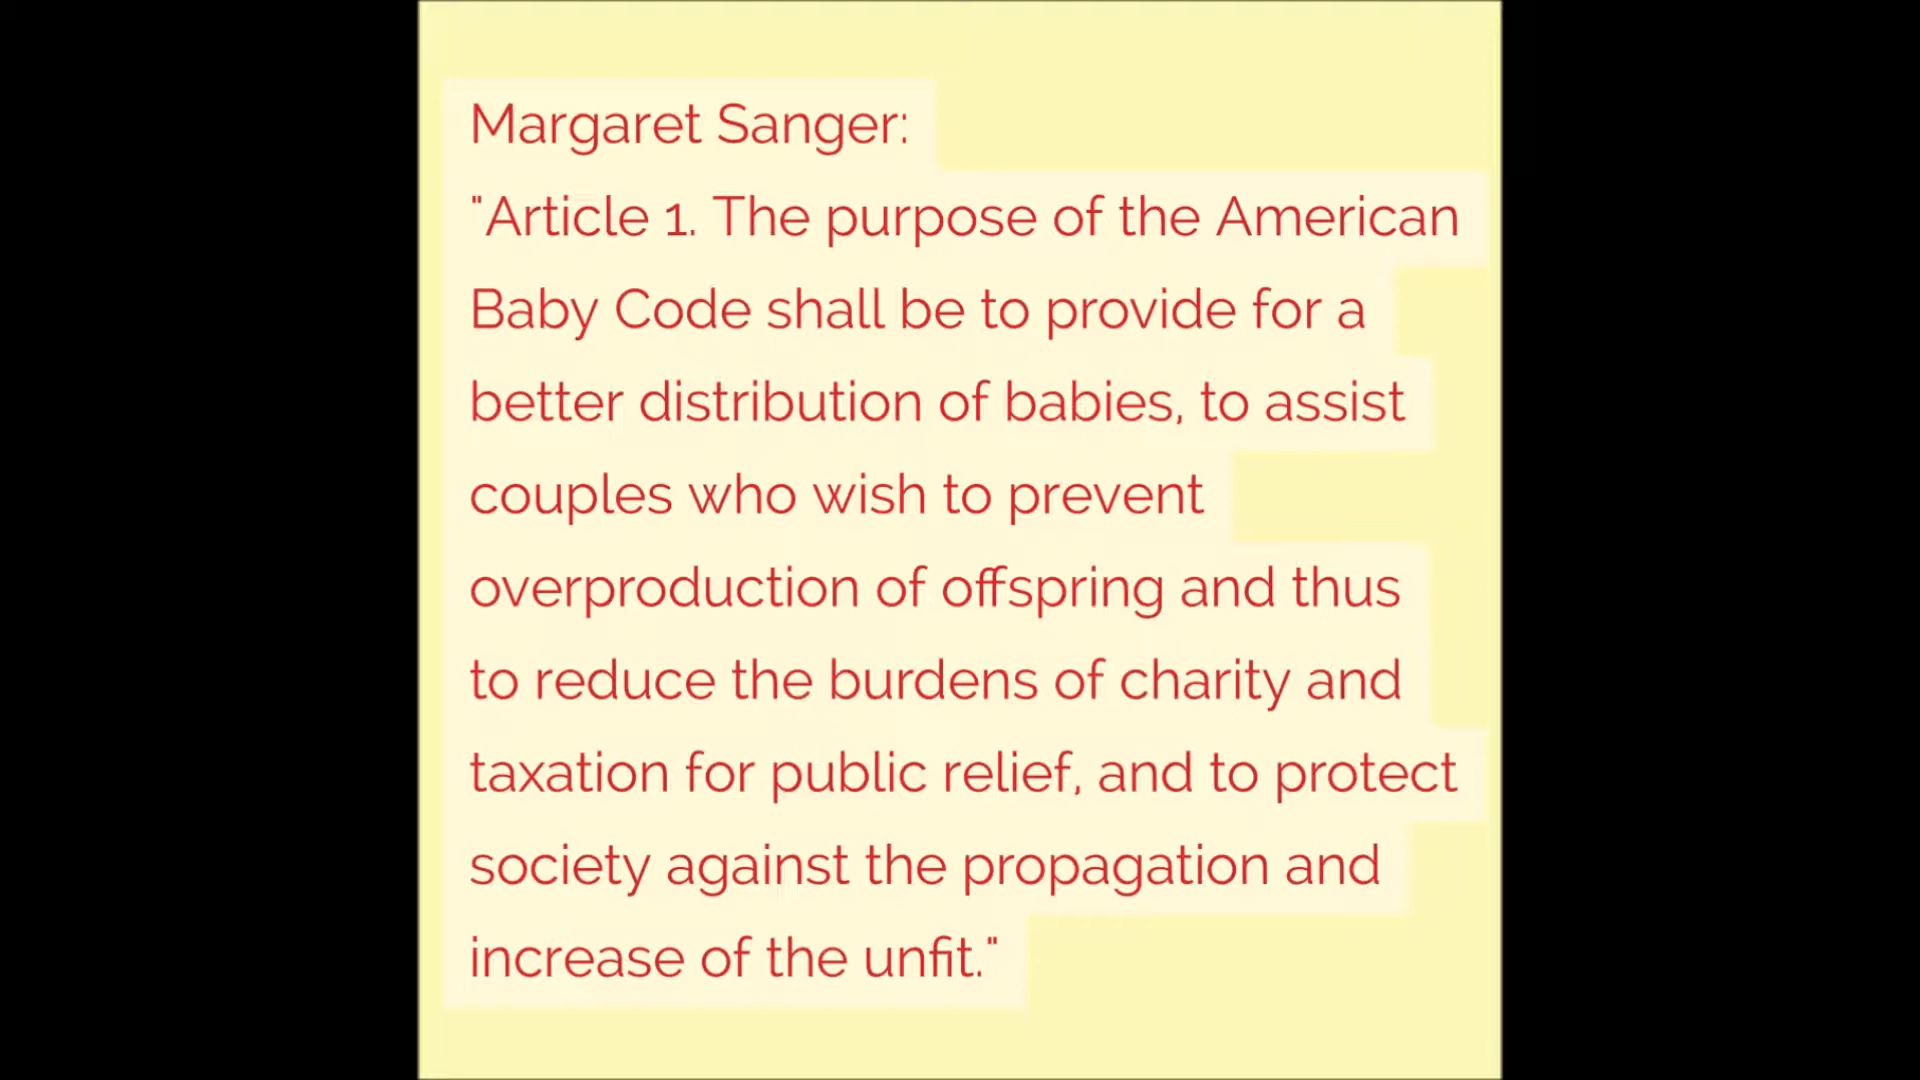 Margaret Sanger:
"Article 1. The purpose of the American
Baby Code shall be to provide for a
better distribution of babies, to assist
couples who wish to prevent
overproduction of offspring and thus
to reduce the burdens of charity and
taxation for public relief, and to protect
society against the propagation and
increase of the unfit."